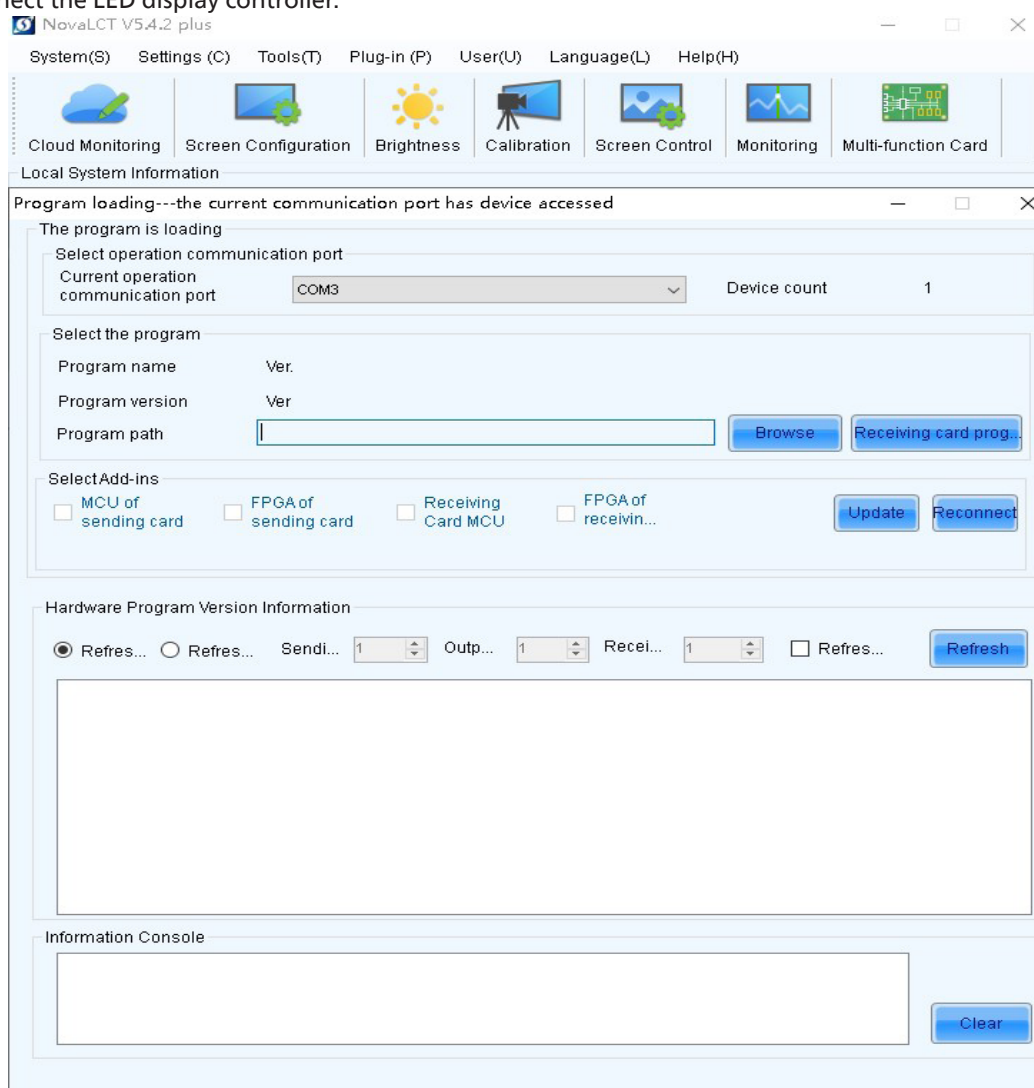 lect the LED display controller.
NovaLCT V5.4.2 plus
System(S) Settings (C) Tools(T) Plug-in (P) User(U) Language(L) Help(H)
Cloud Monitoring Screen Configuration Brightness Calibration Screen Control Monitoring Multi-function Card
Local System Information
Program loading---the current communication port has device accessed
The program is loading
Select operation communication port
Current operation
communication port COM3 Device count 1
Select the program
Program name Ver.
Program version Ver
Program path Browse Receiving card prog...
Select Add-ins
MCU of
sending card
FPGA of
sending card
Receiving
Card MCU
FPGA of
receivin...
Update Reconnect
Hardware Program Version Information
Refres... Refres... Sendi... 1 Outp... 1 Recei... 1 Refres... Refresh
Information Console
Clear